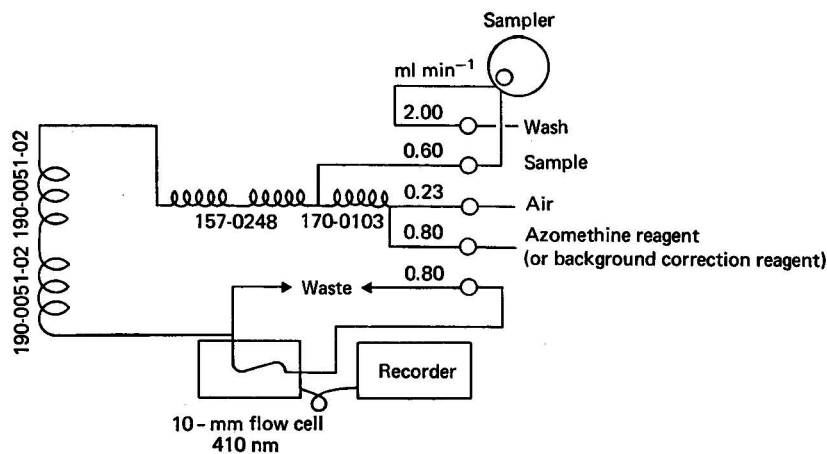 Sampler
ml min⁻¹
2.00
Wash
0.60
Sample
0.23
Air
157-0248
170-0103
0.80
Azomethine reagent
(or background correction reagent)
190-0051-02 190-0051-02
0.80
Waste
Recorder
10-mm flow cell
410 nm